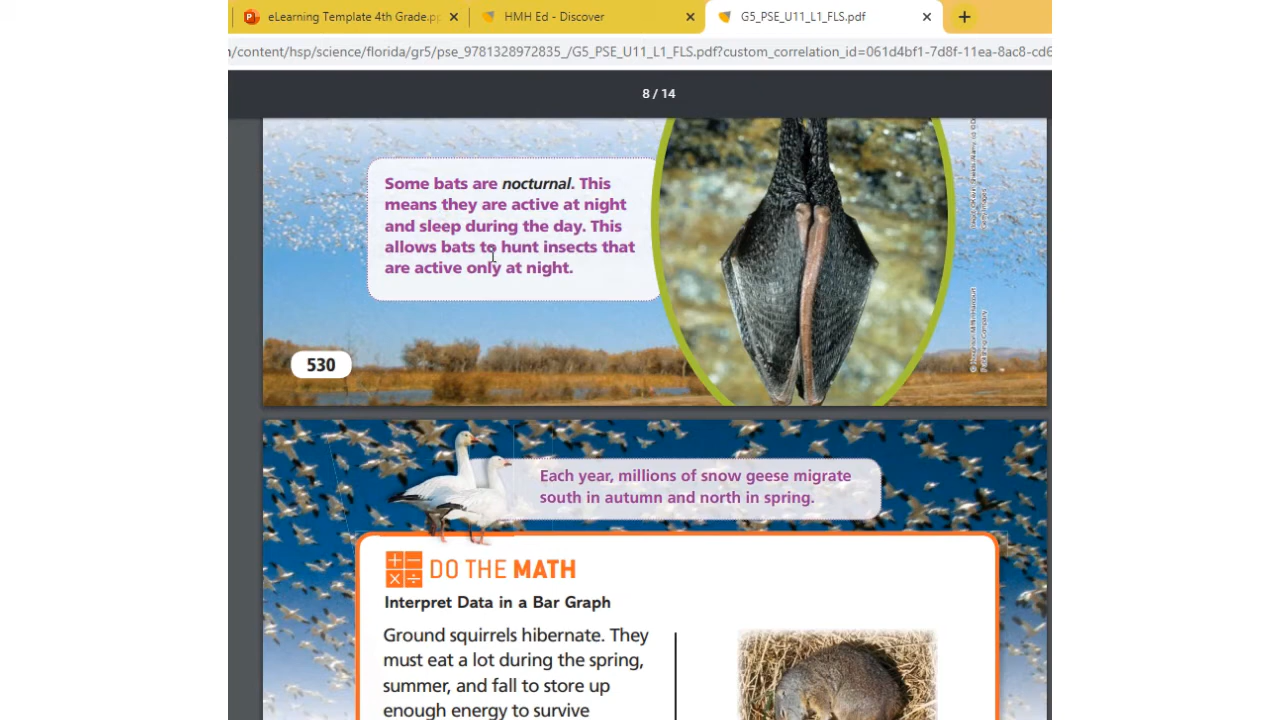 eLearning Template 4th Grade.pp
HMH Ed - Discover
G5_PSE_U11_L1_FLS.pdf
/content/hsp/science/florida/gr5/pse_9781328972835_/G5_PSE_U11_L1_FLS.pdf?custom_correlation_id=061d4bf1-7d8f-11ea-8ac8-cd6
8 / 14
Some bats are nocturnal. This
means they are active at night
and sleep during the day. This
allows bats to hunt insects that
are active only at night.
530
Each year, millions of snow geese migrate
south in autumn and north in spring.
DO THE MATH
Interpret Data in a Bar Graph
Ground squirrels hibernate. They
must eat a lot during the spring,
summer, and fall to store up
enough energy to survive